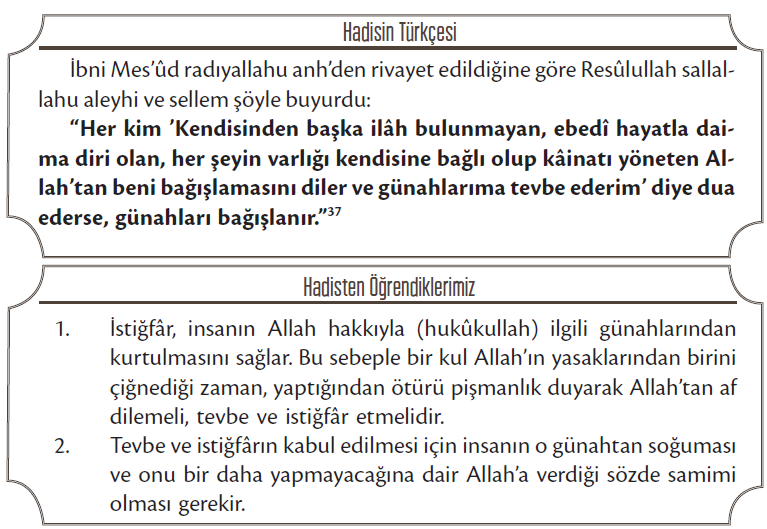 Hadisin Türkçesi
İbni Mes’ûd radıyallahu anh’den rivayet edildiğine göre Resûlullah sallal-
lahu aleyhi ve sellem şöyle buyurdu:
“Her kim ’Kendisinden başka ilâh bulunmayan, ebedî hayatla dai-
ma diri olan, her şeyin varlığı kendisine bağlı olup kâinatı yöneten Al-
lah’tan beni bağışlamasını diler ve günahlarıma tevbe ederim’ diye dua
ederse, günahları bağışlanır.”37
Hadisten Öğrendiklerimiz
1. İstiğfâr, insanın Allah hakkıyla (hukûkullah) ilgili günahlarından
kurtulmasını sağlar. Bu sebeple bir kul Allah’ın yasaklarından birini
çiğnediği zaman, yaptığından ötürü pişmanlık duyarak Allah’tan af
dilemeli, tevbe ve istiğfâr etmelidir.
2. Tevbe ve istiğfârın kabul edilmesi için insanın o günahtan soğuması
ve onu bir daha yapmayacağına dair Allah’a verdiği sözde samimi
olması gerekir.